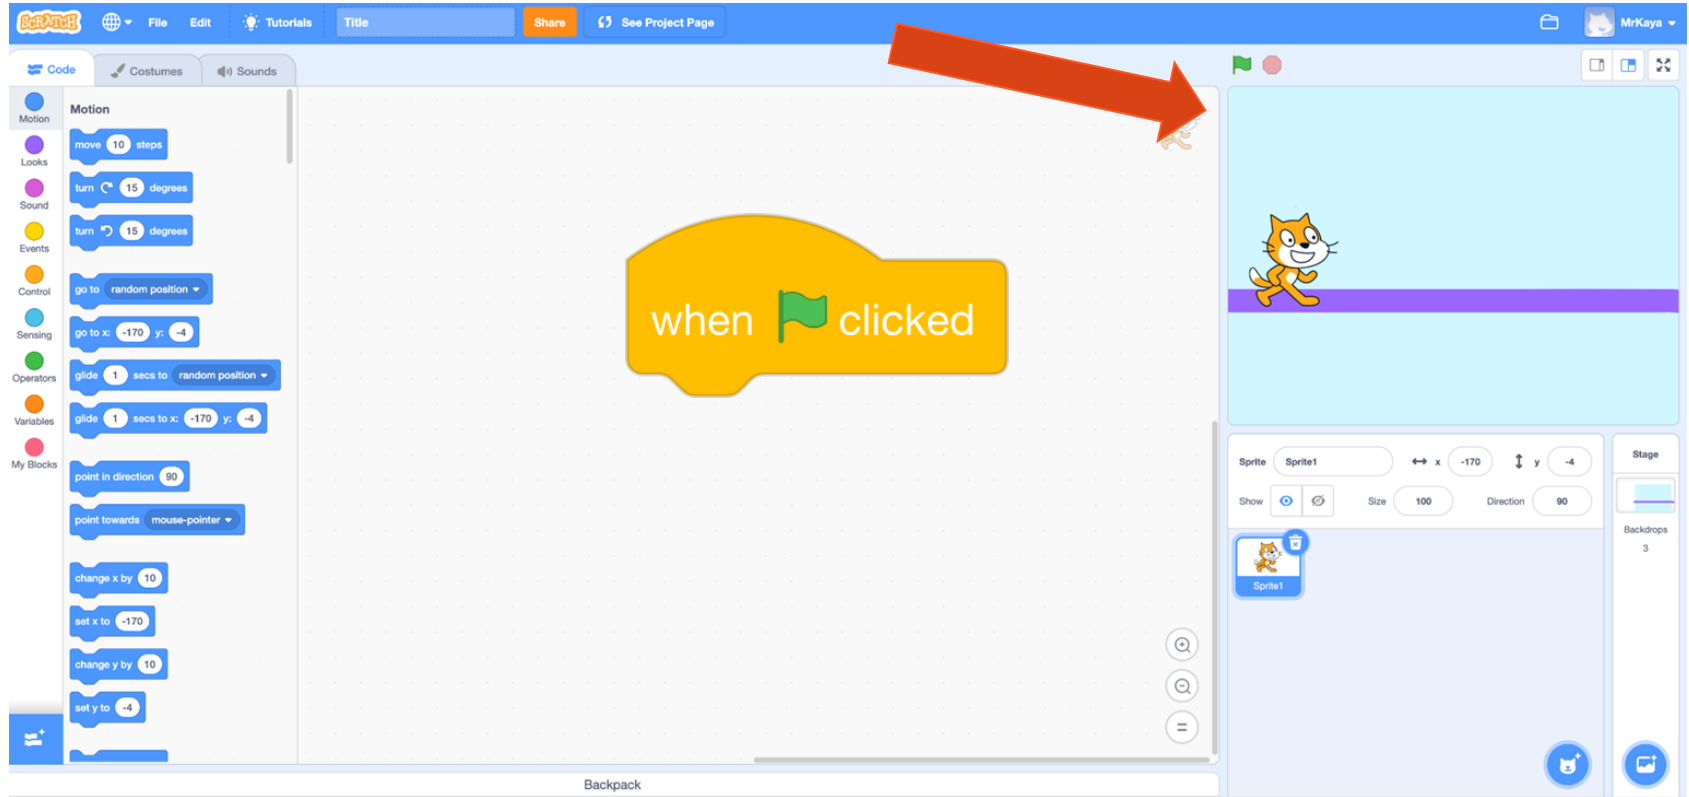 SCRATCH File Edit Tutorials Title Share See Project Page MrKaya
Code Costumes Sounds
Motion
Looks
Sound
Events
Control
Sensing
Operators
Variables
My Blocks
Motion
move 10 steps
turn 15 degrees
turn 15 degrees
go to random position
go to x: -170 y: -4
glide 1 secs to random position
glide 1 secs to x: -170 y: -4
point in direction 90
point towards mouse-pointer
change x by 10
set x to -170
change y by 10
set y to -4
when clicked
Backpack
Sprite Sprite1 x -170 y -4
Show Size 100 Direction 90
Sprite1
Stage
Backdrops
3